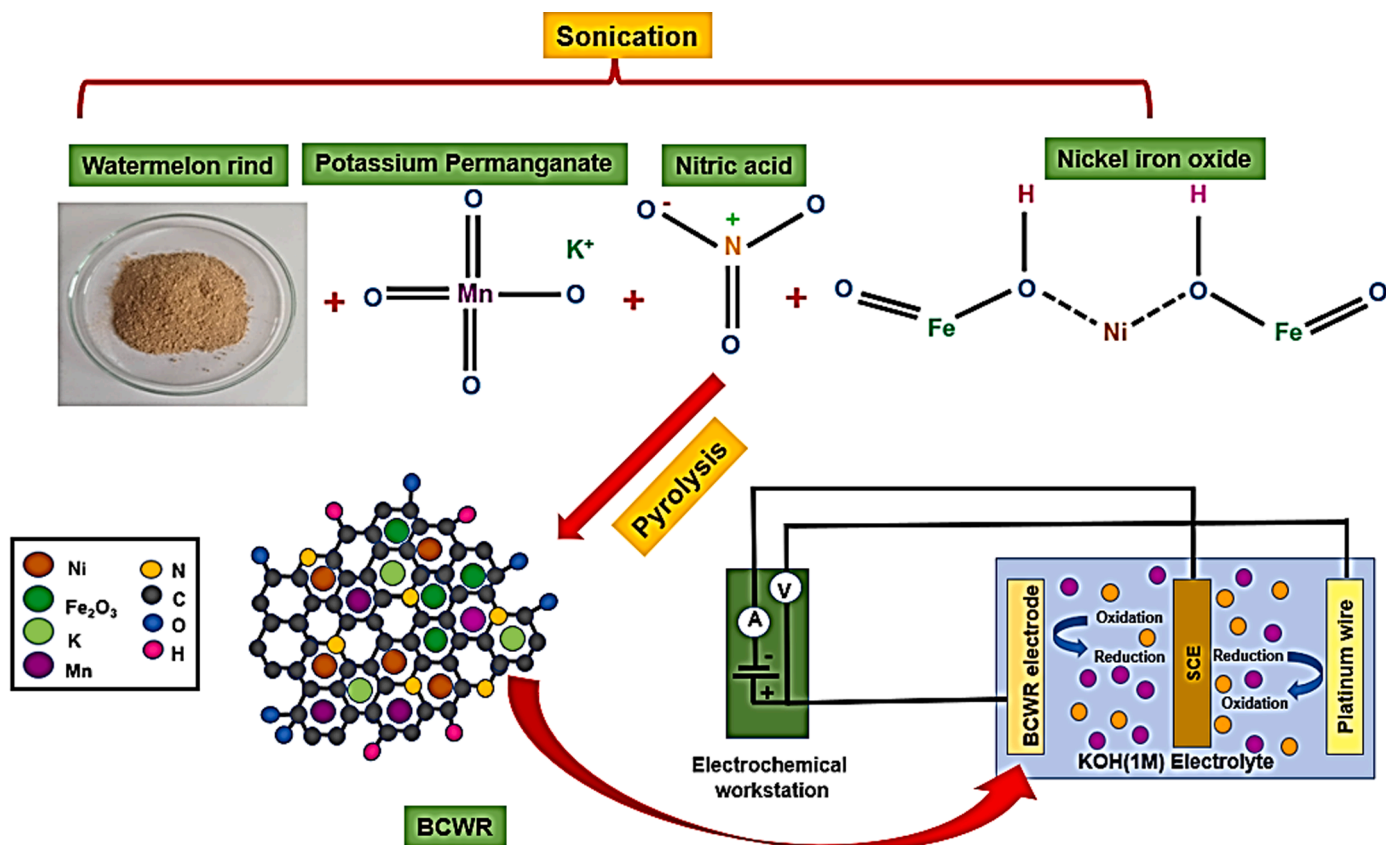 Sonication
Watermelon rind
Potassium Permanganate
Nitric acid
Nickel iron oxide
O
K⁺
O
Mn
O
O
+
+
O⁻
+
O
N
O
+
H
H
O
O
O
O
Fe
Ni
Fe
Pyrolysis
Ni
Fe₂O₃
K
Mn
N
C
O
H
BCWR
V
A
-
+
Electrochemical
workstation
BCWR electrode
Oxidation
Reduction
SCE
Reduction
Oxidation
Platinum wire
KOH(1M) Electrolyte